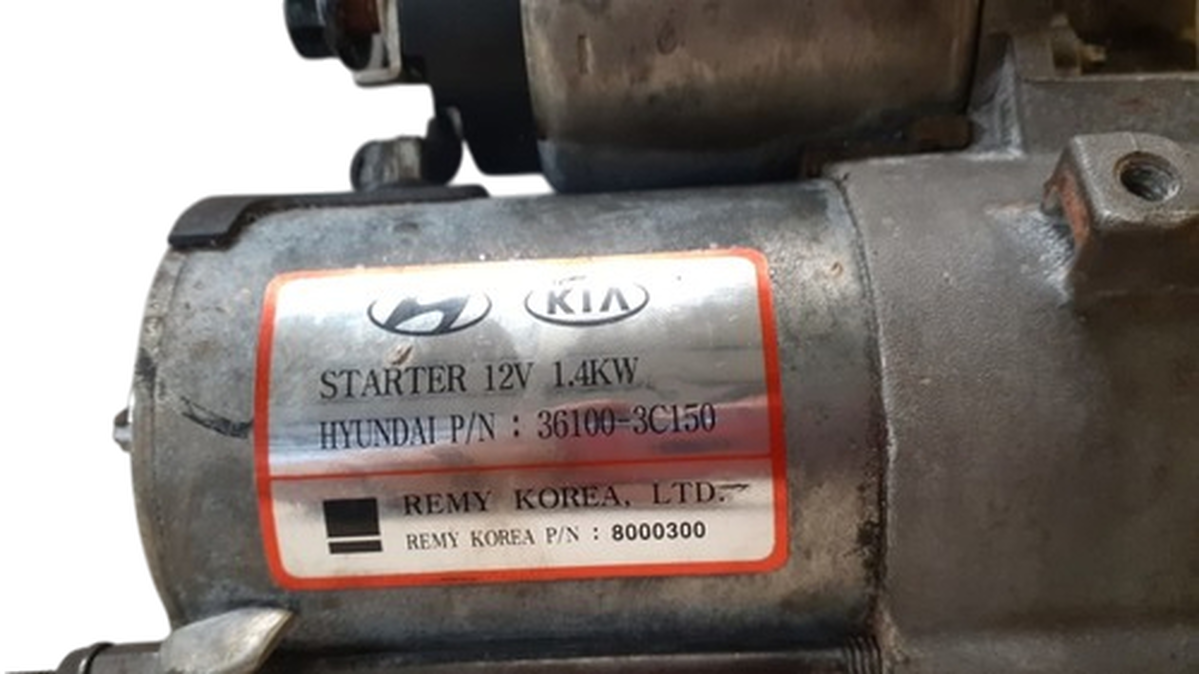 KIA
STARTER 12V 1.4KW
HYUNDAI P/N : 36100-3C150
REMY KOREA, LTD.
REMY KOREA P/N : 8000300